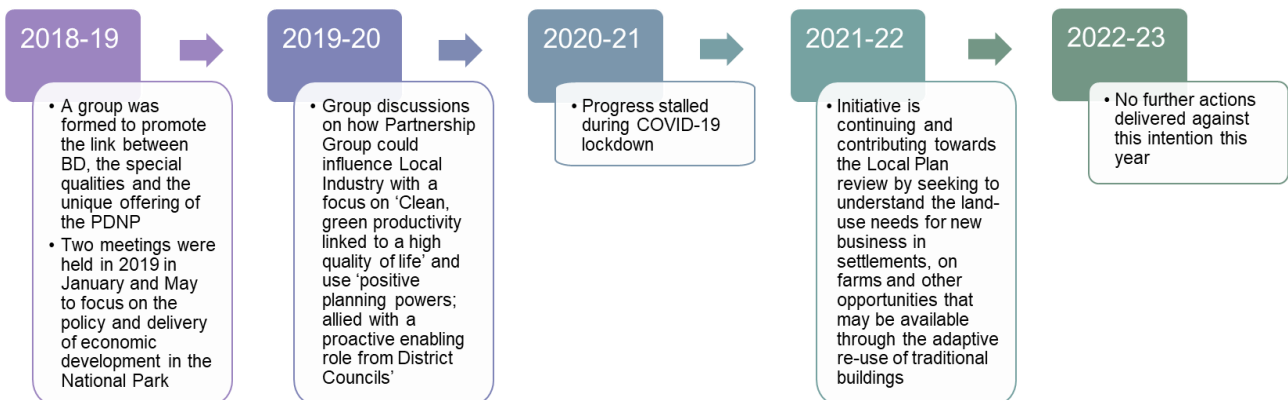 2018-19
• A group was
formed to promote
the link between
BD, the special
qualities and the
unique offering of
the PDNP
• Two meetings were
held in 2019 in
January and May
to focus on the
policy and delivery
of economic
development in the
National Park
2019-20
• Group discussions
on how Partnership
Group could
influence Local
Industry with a
focus on ‘Clean,
green productivity
linked to a high
quality of life’ and
use ‘positive
planning powers;
allied with a
proactive enabling
role from District
Councils’
2020-21
• Progress stalled
during COVID-19
lockdown
2021-22
• Initiative is
continuing and
contributing towards
the Local Plan
review by seeking to
understand the land-
use needs for new
business in
settlements, on
farms and other
opportunities that
may be available
through the adaptive
re-use of traditional
buildings
2022-23
• No further actions
delivered against
this intention this
year